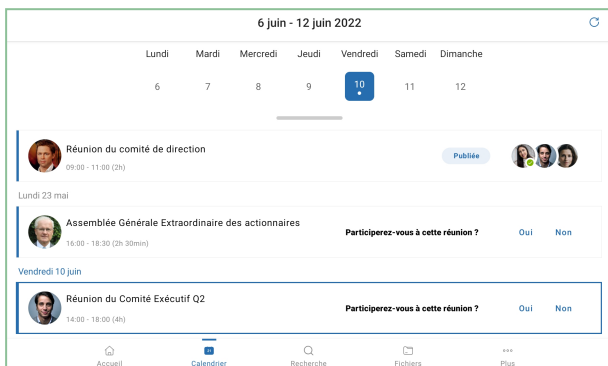 6 juin - 12 juin 2022
Lundi Mardi Mercredi Jeudi Vendredi Samedi Dimanche
6 7 8 9 10 11 12
Réunion du comité de direction
Publiée
09:00 - 11:00 (2h)
Lundi 23 mai
Assemblée Générale Extraordinaire des actionnaires
Participerez-vous à cette réunion ? Oui Non
16:00 - 18:30 (2h 30min)
Vendredi 10 juin
Réunion du Comité Exécutif Q2
Participerez-vous à cette réunion ? Oui Non
14:00 - 18:00 (4h)
Accueil Calendrier Recherche Fichiers Plus